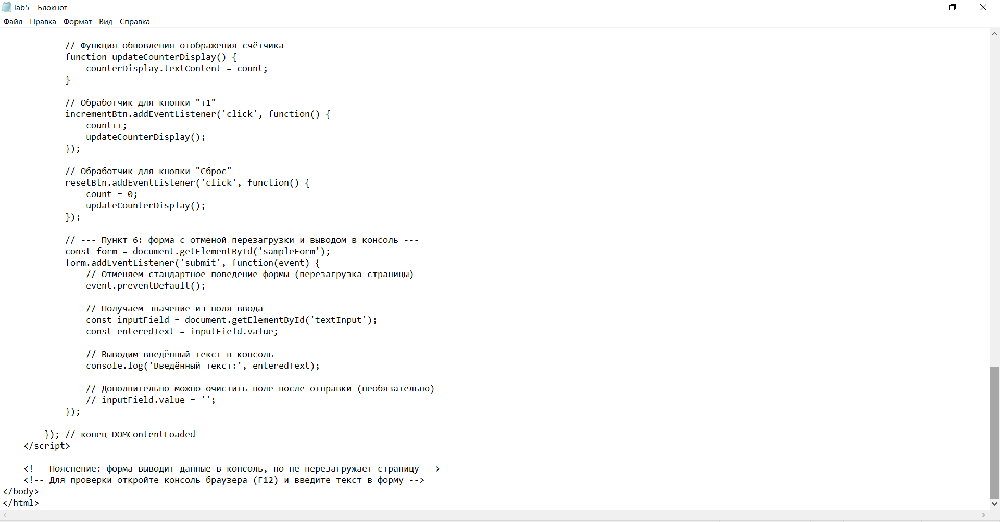 lab5 – Блокнот
Файл Правка Формат Вид Справка
// Функция обновления отображения счётчика
function updateCounterDisplay() {
counterDisplay.textContent = count;
}
// Обработчик для кнопки "+1"
incrementBtn.addEventListener('click', function() {
count++;
updateCounterDisplay();
});
// Обработчик для кнопки "Сброс"
resetBtn.addEventListener('click', function() {
count = 0;
updateCounterDisplay();
});
// --- Пункт 6: форма с отменой перезагрузки и выводом в консоль ---
const form = document.getElementById('sampleForm');
form.addEventListener('submit', function(event) {
// Отменяем стандартное поведение формы (перезагрузка страницы)
event.preventDefault();
// Получаем значение из поля ввода
const inputField = document.getElementById('textInput');
const enteredText = inputField.value;
// Выводим введённый текст в консоль
console.log('Введённый текст:', enteredText);
// Дополнительно можно очистить поле после отправки (необязательно)
// inputField.value = '';
});
}); // конец DOMContentLoaded
</script>
<!-- Пояснение: форма выводит данные в консоль, но не перезагружает страницу -->
<!-- Для проверки откройте консоль браузера (F12) и введите текст в форму -->
</body>
</html>